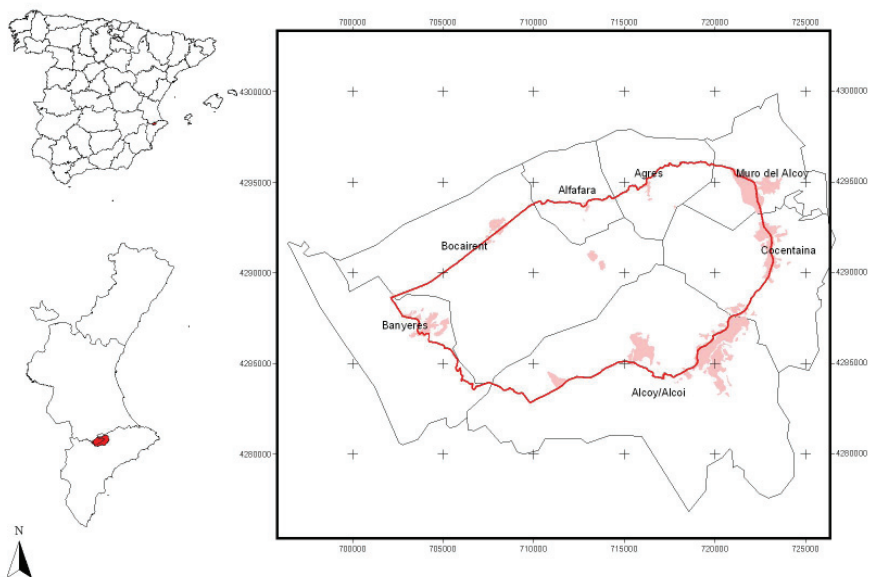 700000 705000 710000 715000 720000 725000
4300000 4300000
4295000 Agres Muro del Alcoy 4295000
Alfafara
Bocairent Cocentaina
4290000 4290000
Banyeres
4285000 4285000
Alcoy/Alcoi
4280000 4280000
N
700000 705000 710000 715000 720000 725000